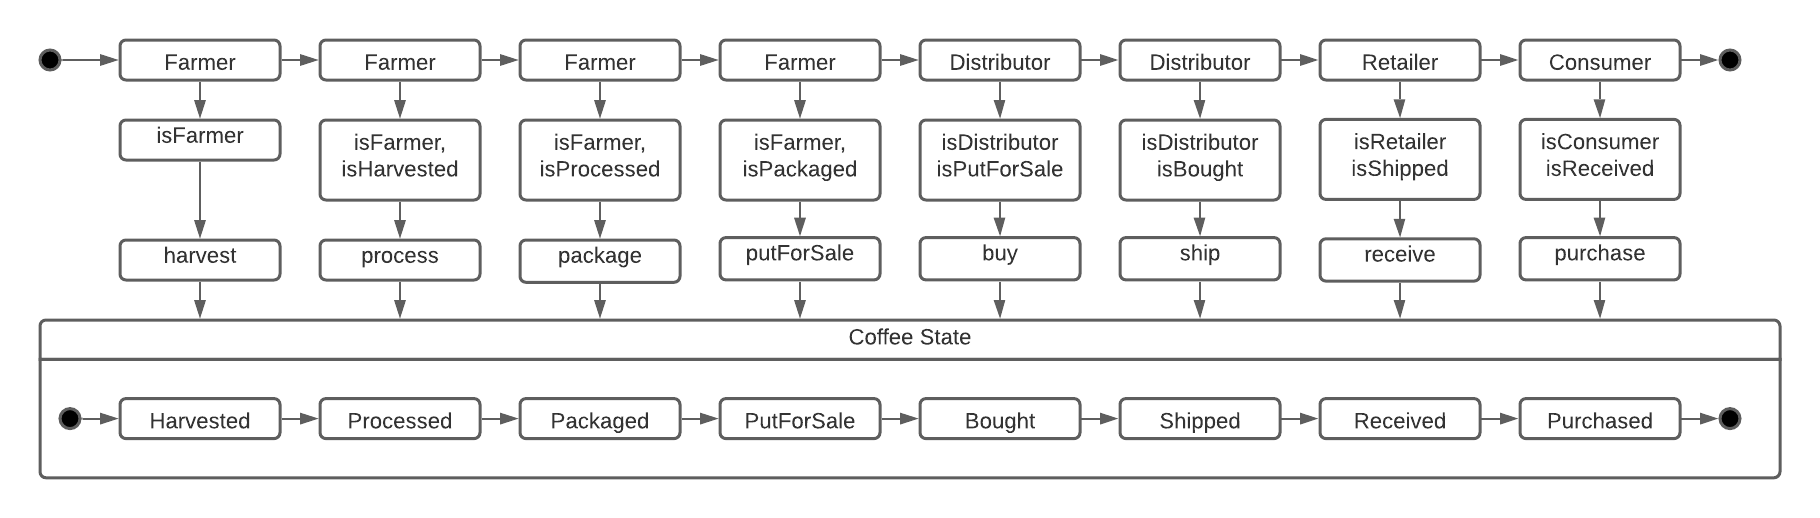 Farmer
Farmer
Farmer
Farmer
Distributor
Distributor
Retailer
Consumer
isFarmer
isFarmer,
isHarvested
isFarmer,
isProcessed
isFarmer,
isPackaged
isDistributor
isPutForSale
isDistributor
isBought
isRetailer
isShipped
isConsumer
isReceived
harvest
process
package
putForSale
buy
ship
receive
purchase
Coffee State
Harvested
Processed
Packaged
PutForSale
Bought
Shipped
Received
Purchased